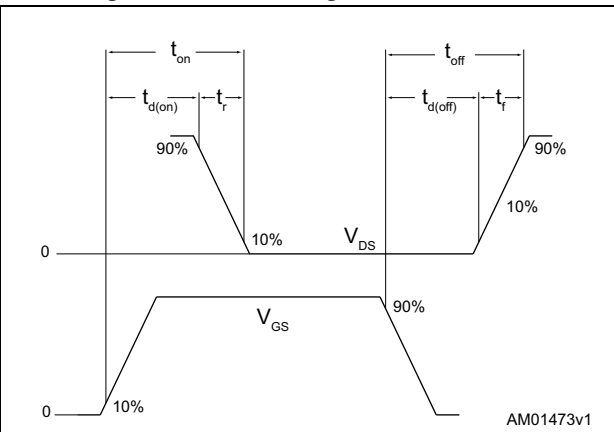 t_on t_off
t_d(on) t_r t_d(off) t_f
90% 90%
10%
10% V_DS
0
90%
V_GS
10%
0
AM01473v1